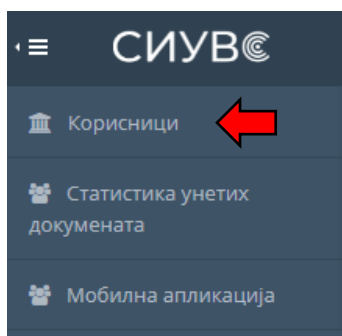 СИУВС
Корисници
Статистика унетих
докумената
Мобилна апликација